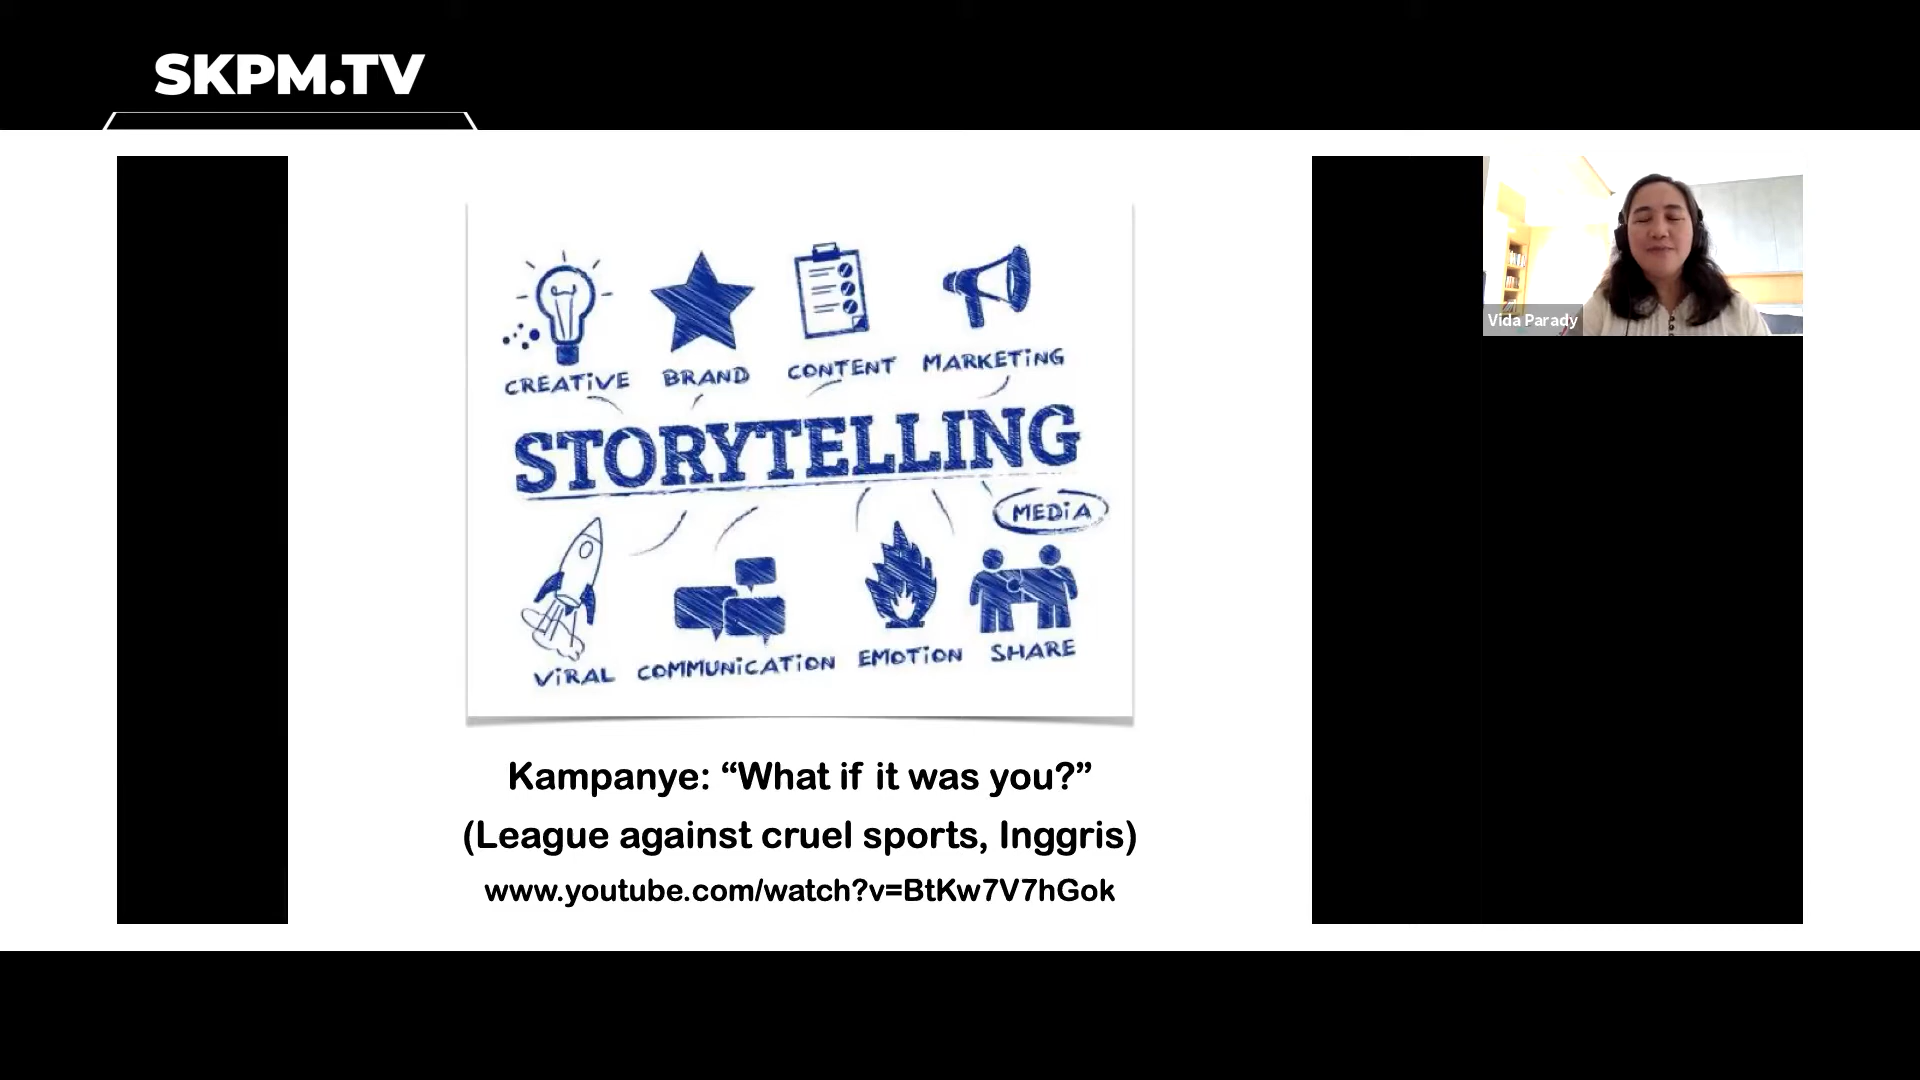 SKPM.TV
Vida Parady
CREATiVE BRAND CONTENT MARKETiNG
STORYTELLING
MEDiA
ViRAL COMMUNiCATiON EMOTiON SHARE
Kampanye: “What if it was you?”
(League against cruel sports, Inggris)
www.youtube.com/watch?v=BtKw7V7hGok